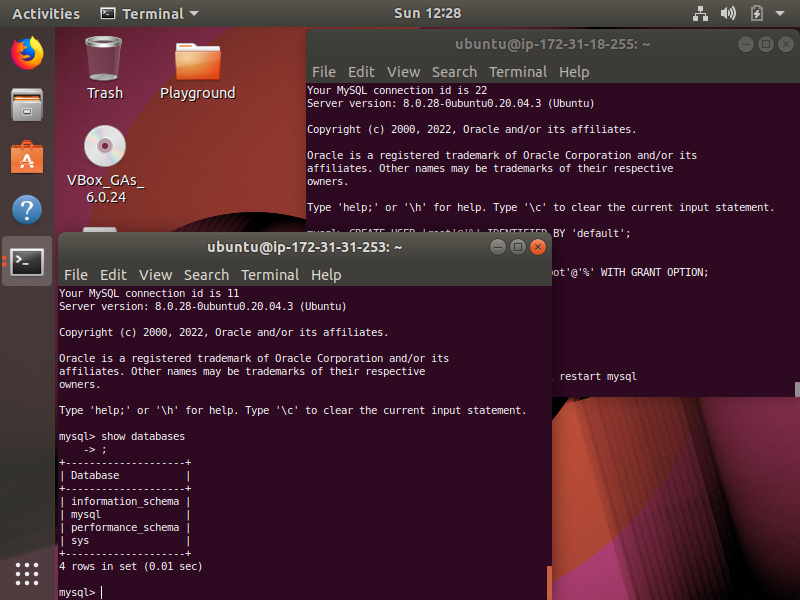 Activities Terminal Sun 12:28
Trash
Playground
VBox_GAs_
6.0.24
ubuntu@ip-172-31-18-255: ~
File Edit View Search Terminal Help
Your MySQL connection id is 22
Server version: 8.0.28-0ubuntu0.20.04.3 (Ubuntu)
Copyright (c) 2000, 2022, Oracle and/or its affiliates.
Oracle is a registered trademark of Oracle Corporation and/or its
affiliates. Other names may be trademarks of their respective
owners.
Type 'help;' or '\h' for help. Type '\c' to clear the current input statement.
mysql> CREATE USER 'root'@'%' IDENTIFIED BY 'default';
ot'@'%' WITH GRANT OPTION;
restart mysql
ubuntu@ip-172-31-31-253: ~
File Edit View Search Terminal Help
Your MySQL connection id is 11
Server version: 8.0.28-0ubuntu0.20.04.3 (Ubuntu)
Copyright (c) 2000, 2022, Oracle and/or its affiliates.
Oracle is a registered trademark of Oracle Corporation and/or its
affiliates. Other names may be trademarks of their respective
owners.
Type 'help;' or '\h' for help. Type '\c' to clear the current input statement.
mysql> show databases
    -> ;
+--------------------+
| Database           |
+--------------------+
| information_schema |
| mysql              |
| performance_schema |
| sys                |
+--------------------+
4 rows in set (0.01 sec)
mysql>